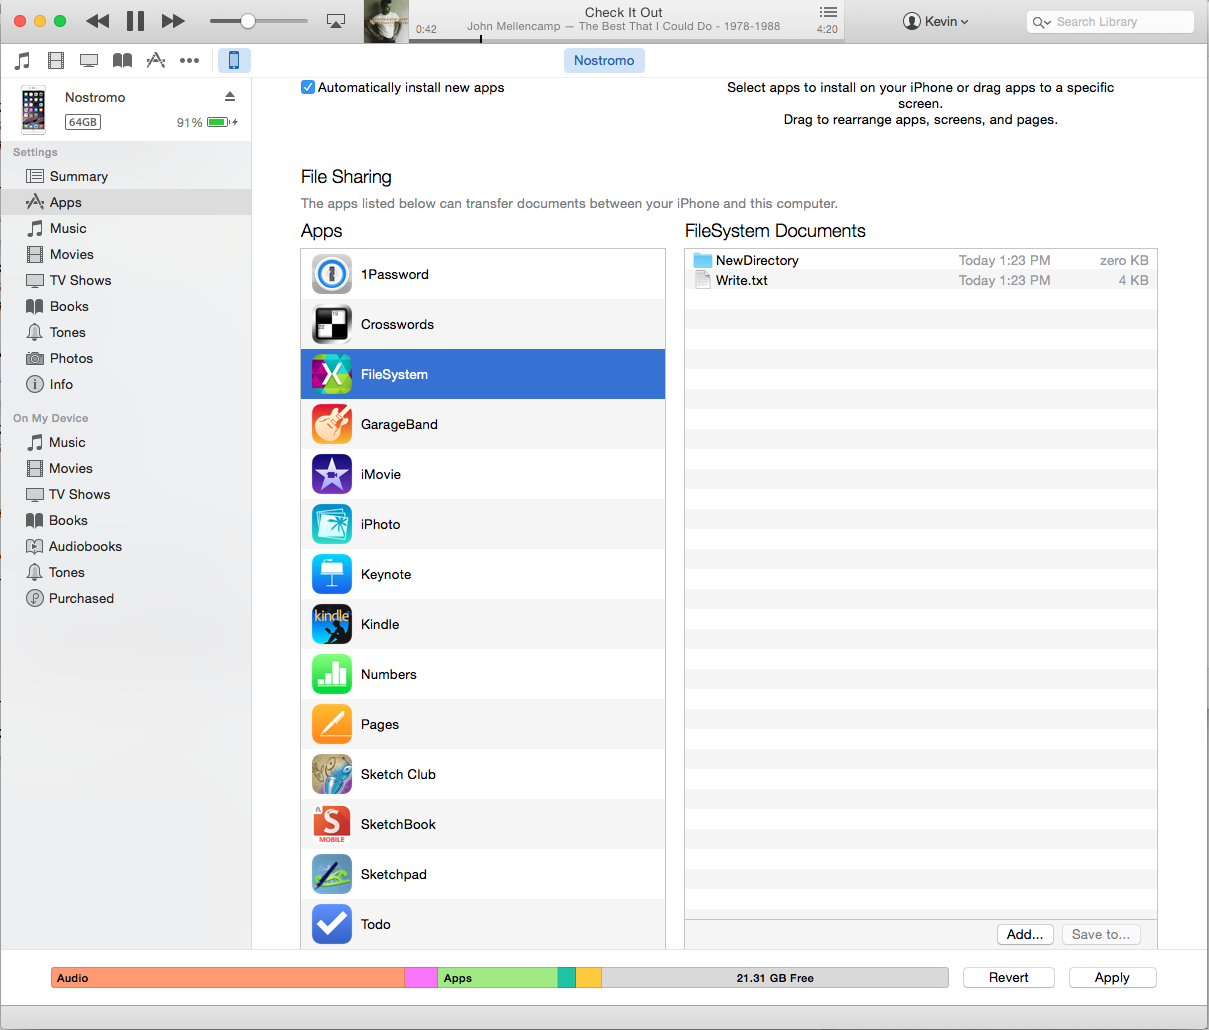 Check It Out
0:42
John Mellencamp — The Best That I Could Do - 1978-1988
4:20
Kevin
Search Library
Nostromo
Nostromo
64GB
91%
Settings
Summary
Apps
Music
Movies
TV Shows
Books
Tones
Photos
Info
On My Device
Music
Movies
TV Shows
Books
Audiobooks
Tones
Purchased
Automatically install new apps
Select apps to install on your iPhone or drag apps to a specific
screen.
Drag to rearrange apps, screens, and pages.
File Sharing
The apps listed below can transfer documents between your iPhone and this computer.
Apps
1Password
19
22
Crosswords
FileSystem
GarageBand
iMovie
iPhoto
Keynote
kindle
Kindle
Numbers
Pages
Sketch Club
S
MOBILE
SketchBook
Sketchpad
Todo
FileSystem Documents
NewDirectory Today 1:23 PM zero KB
Write.txt Today 1:23 PM 4 KB
Add...
Save to...
Audio
Apps
21.31 GB Free
Revert
Apply